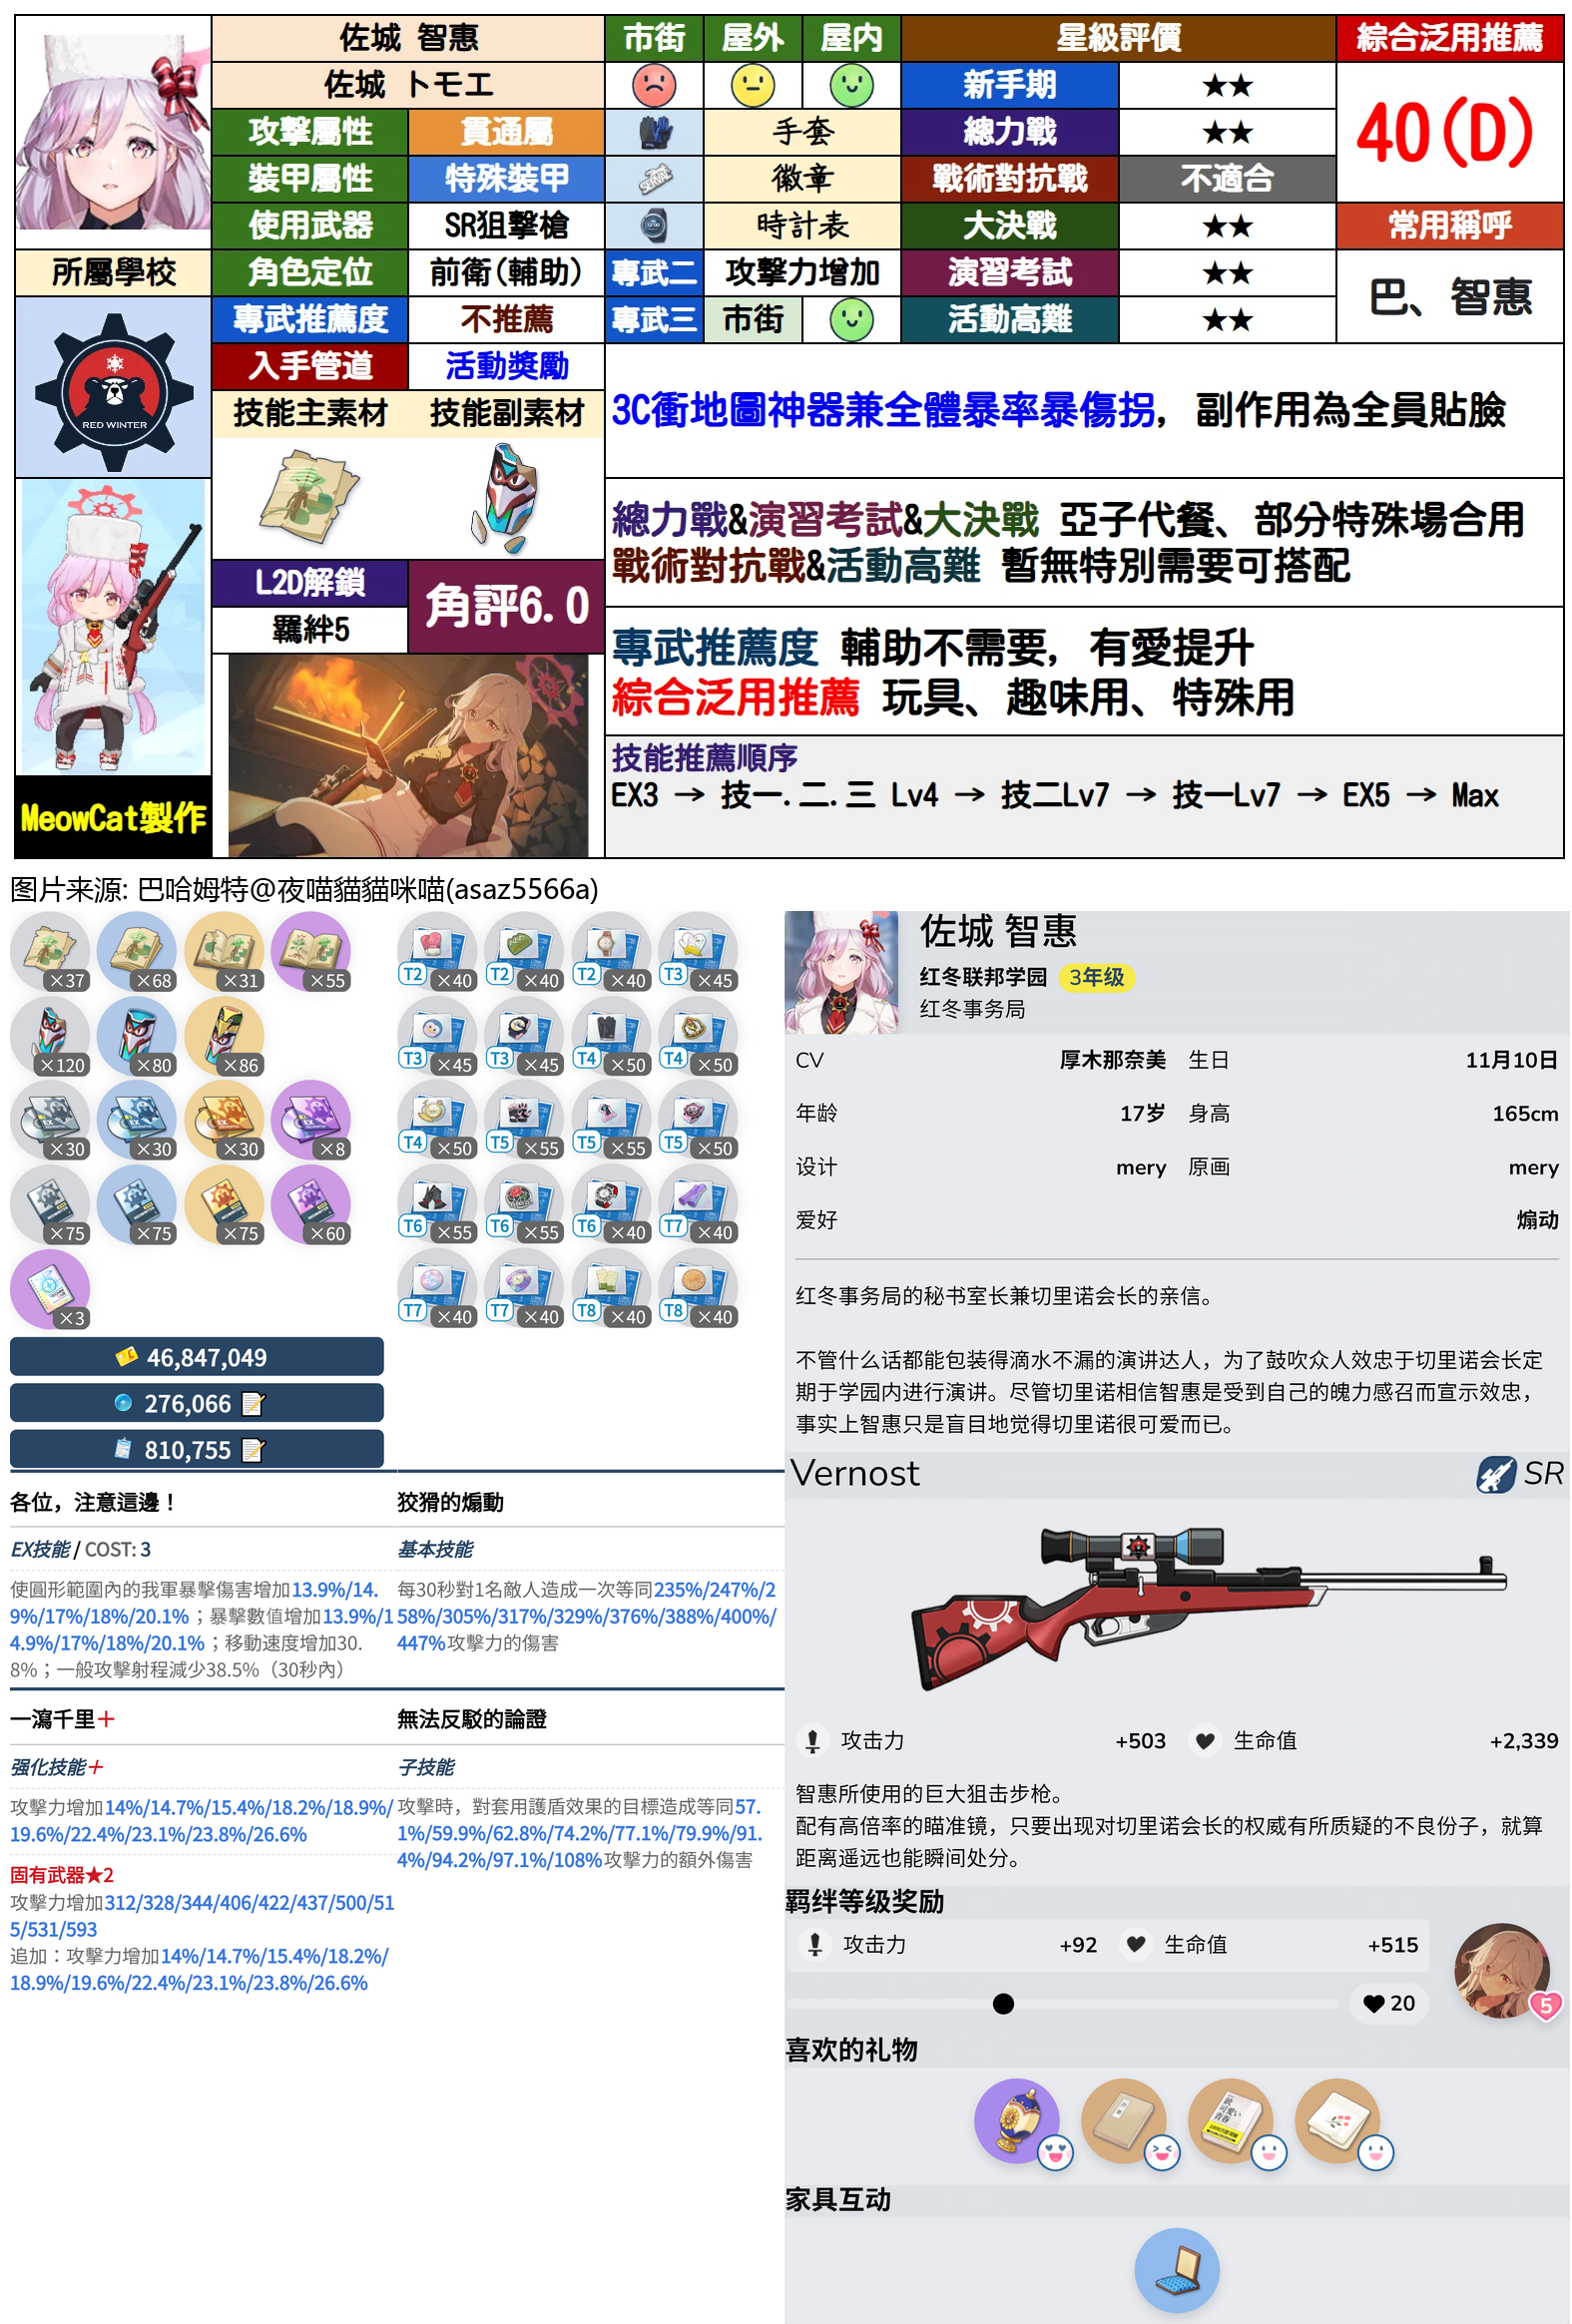 佐城 智惠
市街 屋外 屋內
星級評價
綜合泛用推薦
佐城 トモエ
新手期 ★★
40(D)
攻擊屬性 貫通屬
手套
總力戰 ★★
裝甲屬性 特殊裝甲
徽章
戰術對抗戰 不適合
使用武器 SR狙擊槍
時計表
大決戰 ★★
常用稱呼
所屬學校
角色定位 前衛(輔助)
專武二 攻擊力增加
演習考試 ★★
巴、智惠
專武推薦度 不推薦
專武三 市街
活動高難 ★★
RED WINTER
入手管道 活動獎勵
技能主素材 技能副素材
3C衝地圖神器兼全體暴率暴傷拐, 副作用為全員貼臉
總力戰&演習考試&大決戰 亞子代餐、部分特殊場合用
戰術對抗戰&活動高難 暫無特別需要可搭配
L2D解鎖
羈絆5
角評6.0
專武推薦度 輔助不需要, 有愛提升
綜合泛用推薦 玩具、趣味用、特殊用
技能推薦順序
EX3 → 技一.二.三 Lv4 → 技二Lv7 → 技一Lv7 → EX5 → Max
MeowCat製作
图片来源: 巴哈姆特@夜喵貓貓咪喵(asaz5566a)
×37 ×68 ×31 ×55
×120 ×80 ×86
×30 ×30 ×30 ×8
×75 ×75 ×75 ×60
×3
T2 ×40 T2 ×40 T2 ×40 T3 ×45
T3 ×45 T3 ×45 T4 ×50 T4 ×50
T4 ×50 T5 ×55 T5 ×55 T5 ×50
T6 ×55 T6 ×55 T6 ×40 T7 ×40
T7 ×40 T7 ×40 T8 ×40 T8 ×40
46,847,049
276,066
810,755
各位，注意這邊！
EX技能 / COST: 3
使圓形範圍內的我軍暴擊傷害增加13.9%/14.
9%/17%/18%/20.1%；暴擊數值增加13.9%/1
4.9%/17%/18%/20.1%；移動速度增加30.
8%；一般攻擊射程減少38.5%（30秒內）
狡猾的煽動
基本技能
每30秒對1名敵人造成一次等同235%/247%/2
58%/305%/317%/329%/376%/388%/400%/
447%攻擊力的傷害
一瀉千里+
强化技能+
攻擊力增加14%/14.7%/15.4%/18.2%/18.9%/
19.6%/22.4%/23.1%/23.8%/26.6%
固有武器★2
攻擊力增加312/328/344/406/422/437/500/51
5/531/593
追加：攻擊力增加14%/14.7%/15.4%/18.2%/
18.9%/19.6%/22.4%/23.1%/23.8%/26.6%
無法反駁的論證
子技能
攻擊時，對套用護盾效果的目標造成等同57.
1%/59.9%/62.8%/74.2%/77.1%/79.9%/91.
4%/94.2%/97.1%/108%攻擊力的額外傷害
佐城 智惠
红冬联邦学园 3年级
红冬事务局
CV 厚木那奈美 生日 11月10日
年龄 17岁 身高 165cm
设计 mery 原画 mery
爱好 煽动
红冬事务局的秘书室长兼切里诺会长的亲信。
不管什么话都能包装得滴水不漏的演讲达人，为了鼓吹众人效忠于切里诺会长定
期于学园内进行演讲。尽管切里诺相信智惠是受到自己的魄力感召而宣示效忠，
事实上智惠只是盲目地觉得切里诺很可爱而已。
Vernost SR
攻击力 +503 生命值 +2,339
智惠所使用的巨大狙击步枪。
配有高倍率的瞄准镜，只要出现对切里诺会长的权威有所质疑的不良份子，就算
距离遥远也能瞬间处分。
羁绊等级奖励
攻击力 +92 生命值 +515
20
5
喜欢的礼物
家具互动